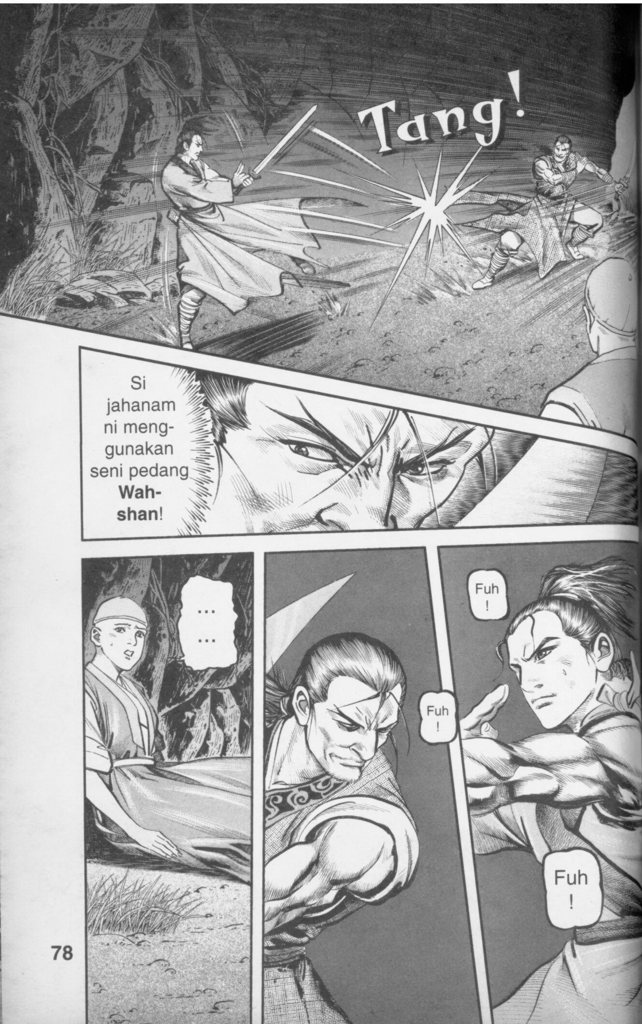 Tang!
Si
jahanam
ni meng-
gunakan
seni pedang
Wah-
shan!
...
...
Fuh
!
Fuh
!
Fuh
!
78